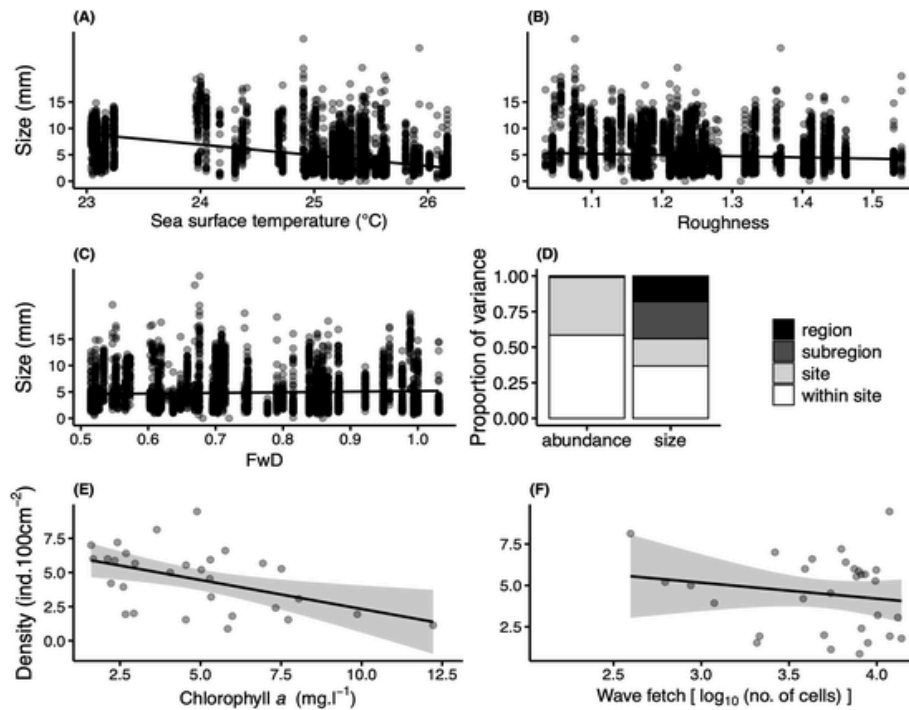 (A)
Size (mm)
15
10
5
0
23
24
25
26
Sea surface temperature (°C)
(B)
Size (mm)
15
10
5
0
1.1
1.2
1.3
1.4
1.5
Roughness
(C)
Size (mm)
15
10
5
0
0.5
0.6
0.7
0.8
0.9
1.0
FwD
(D)
Proportion of variance
1.00
0.75
0.50
0.25
0.00
abundance
size
region
subregion
site
within site
(E)
Density (ind.100cm⁻²)
7.5
5.0
2.5
0.0
2.5
5.0
7.5
10.0
12.5
Chlorophyll a (mg.l⁻¹)
(F)
7.5
5.0
2.5
2.5
3.0
3.5
4.0
Wave fetch [ log₁₀ (no. of cells) ]